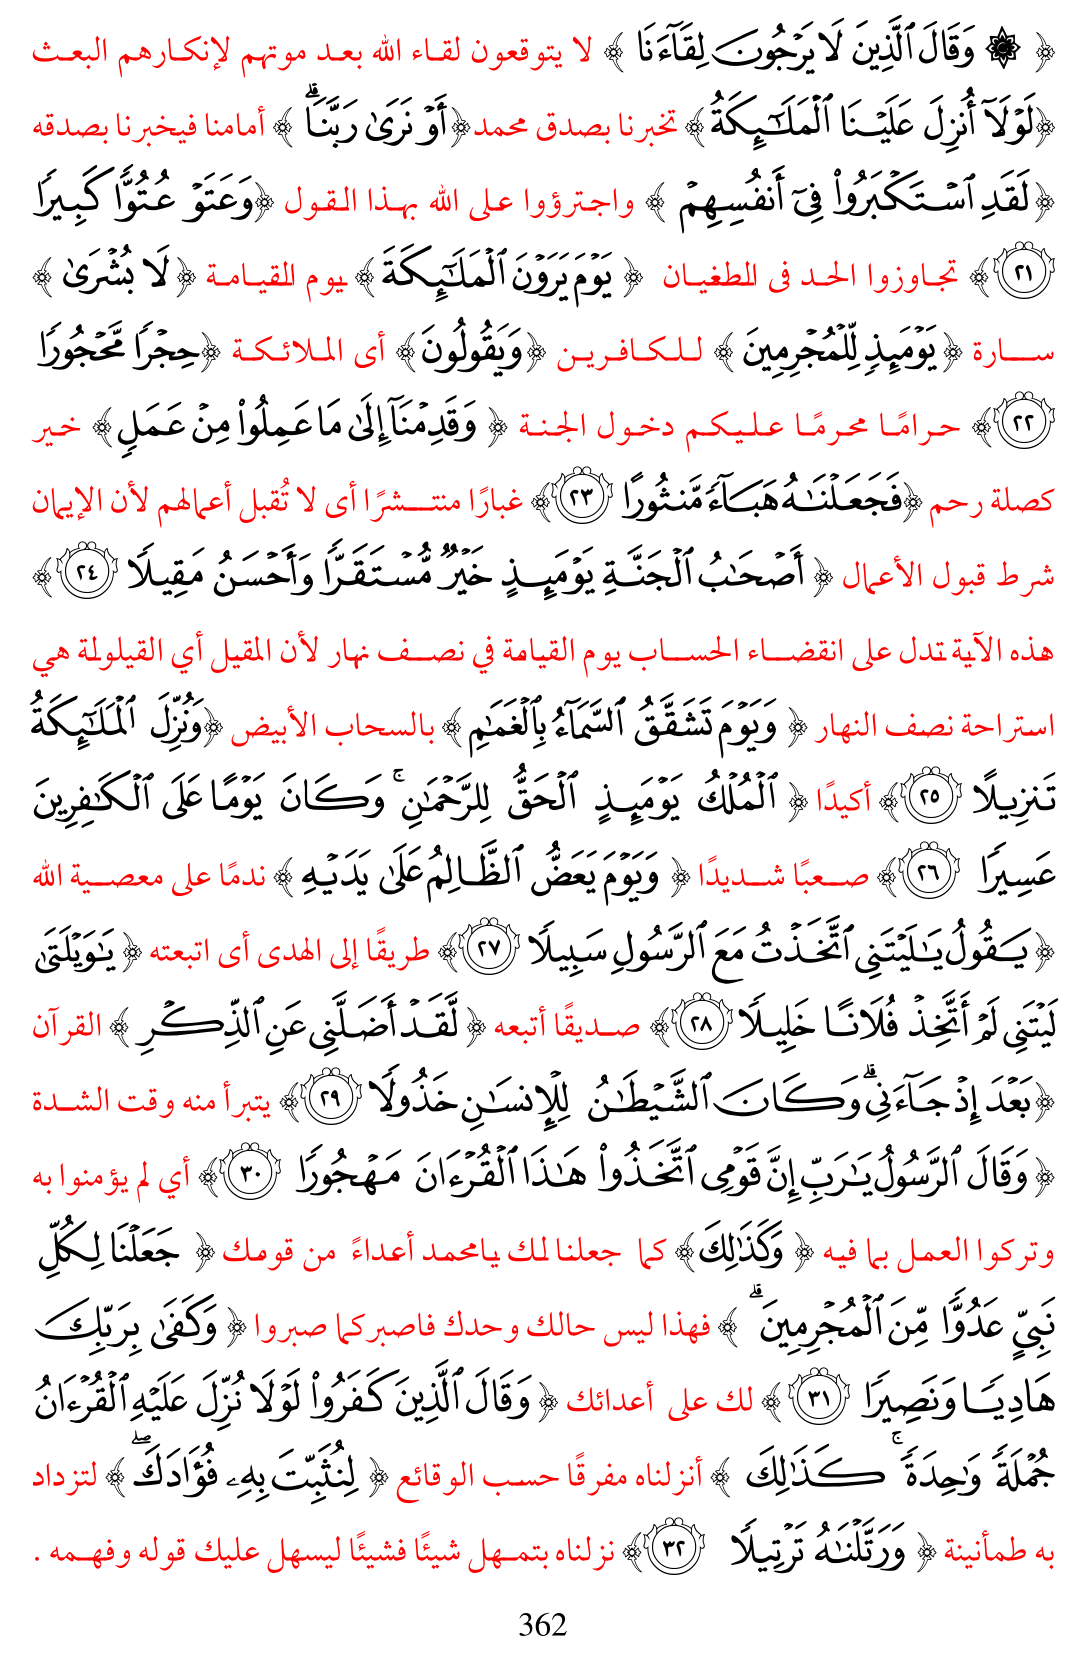 ﴿ ۞ وَقَالَ ٱلَّذِينَ لَا يَرۡجُونَ لِقَآءَنَا ﴾ لا يتوقعون لقاء الله بعد موتهم لإنكارهم البعث
﴿لَوۡلَآ أُنزِلَ عَلَيۡنَا ٱلۡمَلَٰٓئِكَةُ﴾ تخبرنا بصدق محمد﴿أَوۡ نَرَىٰ رَبَّنَاۗ ﴾ أمامنا فيخبرنا بصدقه
﴿لَقَدِ ٱسۡتَكۡبَرُواْ فِيٓ أَنفُسِهِمۡ ﴾ واجترؤوا على الله بهذا القول ﴿وَعَتَوۡ عُتُوّٗا كَبِيرٗا
٢١﴾ تجاوزوا الحد فى الطغيان ﴿ يَوۡمَ يَرَوۡنَ ٱلۡمَلَٰٓئِكَةَ﴾ يوم القيامة ﴿لَا بُشۡرَىٰ ﴾
سارة ﴿يَوۡمَئِذٖ لِّلۡمُجۡرِمِينَ ﴾ للكافرين ﴿وَيَقُولُونَ﴾ أى الملائكة ﴿حِجۡرٗا مَّحۡجُورٗا
٢٢﴾ حرامًا محرمًا عليكم دخول الجنة ﴿ وَقَدِمۡنَآ إِلَىٰ مَا عَمِلُواْ مِنۡ عَمَلٖ﴾ خير
كصلة رحم ﴿فَجَعَلۡنَٰهُ هَبَآءٗ مَّنثُورًا ٢٣﴾ غبارًا منتشرًا أى لا تُقبل أعمالهم لأن الإيمان
شرط قبول الأعمال ﴿ أَصۡحَٰبُ ٱلۡجَنَّةِ يَوۡمَئِذٍ خَيۡرٞ مُّسۡتَقَرّٗا وَأَحۡسَنُ مَقِيلٗا ٢٤﴾
هذه الآية تدل على انقضاء الحساب يوم القيامة في نصف نهار لأن المقيل أي القيلولة هي
استراحة نصف النهار ﴿ وَيَوۡمَ تَشَقَّقُ ٱلسَّمَآءُ بِٱلۡغَمَٰمِ ﴾ بالسحاب الأبيض ﴿وَنُزِّلَ ٱلۡمَلَٰٓئِكَةُ
تَنزِيلًا ٢٥﴾ أكيدًا ﴿ ٱلۡمُلۡكُ يَوۡمَئِذٍ ٱلۡحَقُّ لِلرَّحۡمَٰنِۚ وَكَانَ يَوۡمًا عَلَى ٱلۡكَٰفِرِينَ
عَسِيرٗا ٢٦﴾ صعبًا شديدًا ﴿ وَيَوۡمَ يَعَضُّ ٱلظَّالِمُ عَلَىٰ يَدَيۡهِ ﴾ ندمًا على معصية الله
﴿ يَقُولُ يَٰلَيۡتَنِي ٱتَّخَذۡتُ مَعَ ٱلرَّسُولِ سَبِيلٗا ٢٧﴾ طريقًا إلى الهدى أى اتبعته ﴿ يَٰوَيۡلَتَىٰ
لَيۡتَنِي لَمۡ أَتَّخِذۡ فُلَانًا خَلِيلٗا ٢٨﴾ صديقًا أتبعه ﴿ لَّقَدۡ أَضَلَّنِي عَنِ ٱلذِّكۡرِ ﴾ القرآن
﴿بَعۡدَ إِذۡ جَآءَنِيۗ وَكَانَ ٱلشَّيۡطَٰنُ لِلۡإِنسَٰنِ خَذُولٗا ٢٩﴾ يتبرأ منه وقت الشدة
﴿ وَقَالَ ٱلرَّسُولُ يَٰرَبِّ إِنَّ قَوۡمِي ٱتَّخَذُواْ هَٰذَا ٱلۡقُرۡءَانَ مَهۡجُورٗا ٣٠﴾ أي لم يؤمنوا به
وتركوا العمل بما فيه ﴿ وَكَذَٰلِكَ﴾ كما جعلنا لك يامحمد أعداءً من قومك ﴿ جَعَلۡنَا لِكُلِّ
نَبِيٍّ عَدُوّٗا مِّنَ ٱلۡمُجۡرِمِينَۗ ﴾ فهذا ليس حالك وحدك فاصبركما صبروا ﴿ وَكَفَىٰ بِرَبِّكَ
هَادِيٗا وَنَصِيرٗا ٣١﴾ لك على أعدائك ﴿ وَقَالَ ٱلَّذِينَ كَفَرُواْ لَوۡلَا نُزِّلَ عَلَيۡهِ ٱلۡقُرۡءَانُ
جُمۡلَةٗ وَٰحِدَةٗۚ كَذَٰلِكَ ﴾ أنزلناه مفرقًا حسب الوقائع ﴿ لِنُثَبِّتَ بِهِۦ فُؤَادَكَۖ ﴾ لتزداد
به طمأنينة ﴿ وَرَتَّلۡنَٰهُ تَرۡتِيلٗا ٣٢﴾ نزلناه بتمهل شيئًا فشيئًا ليسهل عليك قوله وفهمه .
362